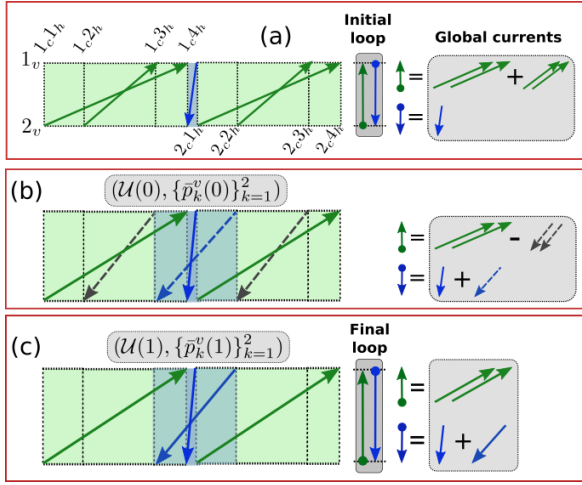 1_c1_h 1_c2_h 1_c3_h 1_c4_h
(a)
Initial loop
Global currents
1_v
2_v
= +
=
2_c1_h 2_c2_h 2_c3_h 2_c4_h
(b)
(𝒰(0), {p̄_k^v(0)}_{k=1}^2)
= -
= +
(c)
(𝒰(1), {p̄_k^v(1)}_{k=1}^2)
Final loop
=
= +